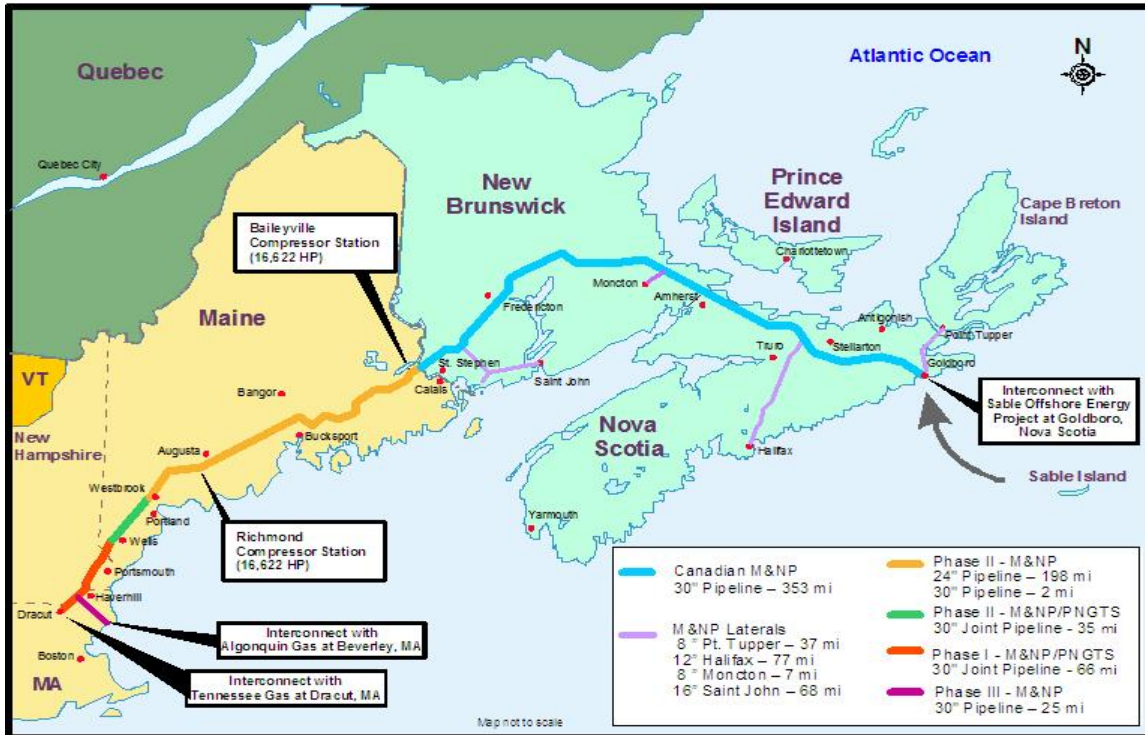 Quebec
Atlantic Ocean
N
Quebec City
New
Brunswick
Prince
Edward
Island
Cape Breton
Island
Baileyville
Compressor Station
(16,622 HP)
Charlottetown
Moncton
Amherst
Fredericton
Maine
Antigonish
Point Tupper
Stellarton
Truro
Goldboro
St. Stephen
Saint John
Calais
VT
Bangor
Interconnect with
Sable Offshore Energy
Project at Goldboro,
Nova Scotia
New
Hampshire
Bucksport
Augusta
Nova
Scotia
Halifax
Sable Island
Westbrook
Portland
Richmond
Compressor Station
(16,622 HP)
Yarmouth
Wells
Portsmouth
Haverhill
Dracut
Interconnect with
Algonquin Gas at Beverley, MA
Boston
MA
Interconnect with
Tennessee Gas at Dracut, MA
Map not to scale
Canadian M&NP
30" Pipeline – 353 mi
M&NP Laterals
8 " Pt. Tupper – 37 mi
12" Halifax – 77 mi
8 " Moncton – 7 mi
16" Saint John – 68 mi
Phase II - M&NP
24" Pipeline – 198 mi
30" Pipeline – 2 mi
Phase II - M&NP/PNGTS
30" Joint Pipeline - 35 mi
Phase I - M&NP/PNGTS
30" Joint Pipeline - 66 mi
Phase III - M&NP
30" Pipeline – 25 mi